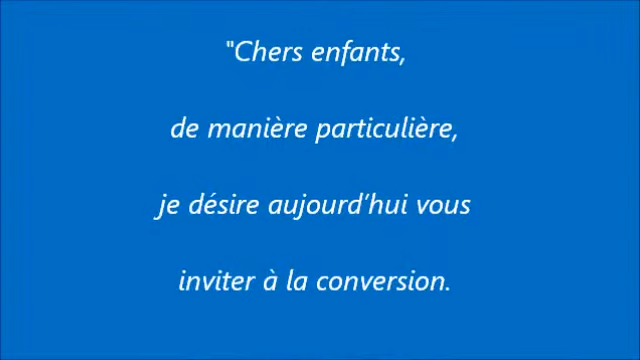 "Chers enfants,
de manière particulière,
je désire aujourd'hui vous
inviter à la conversion.